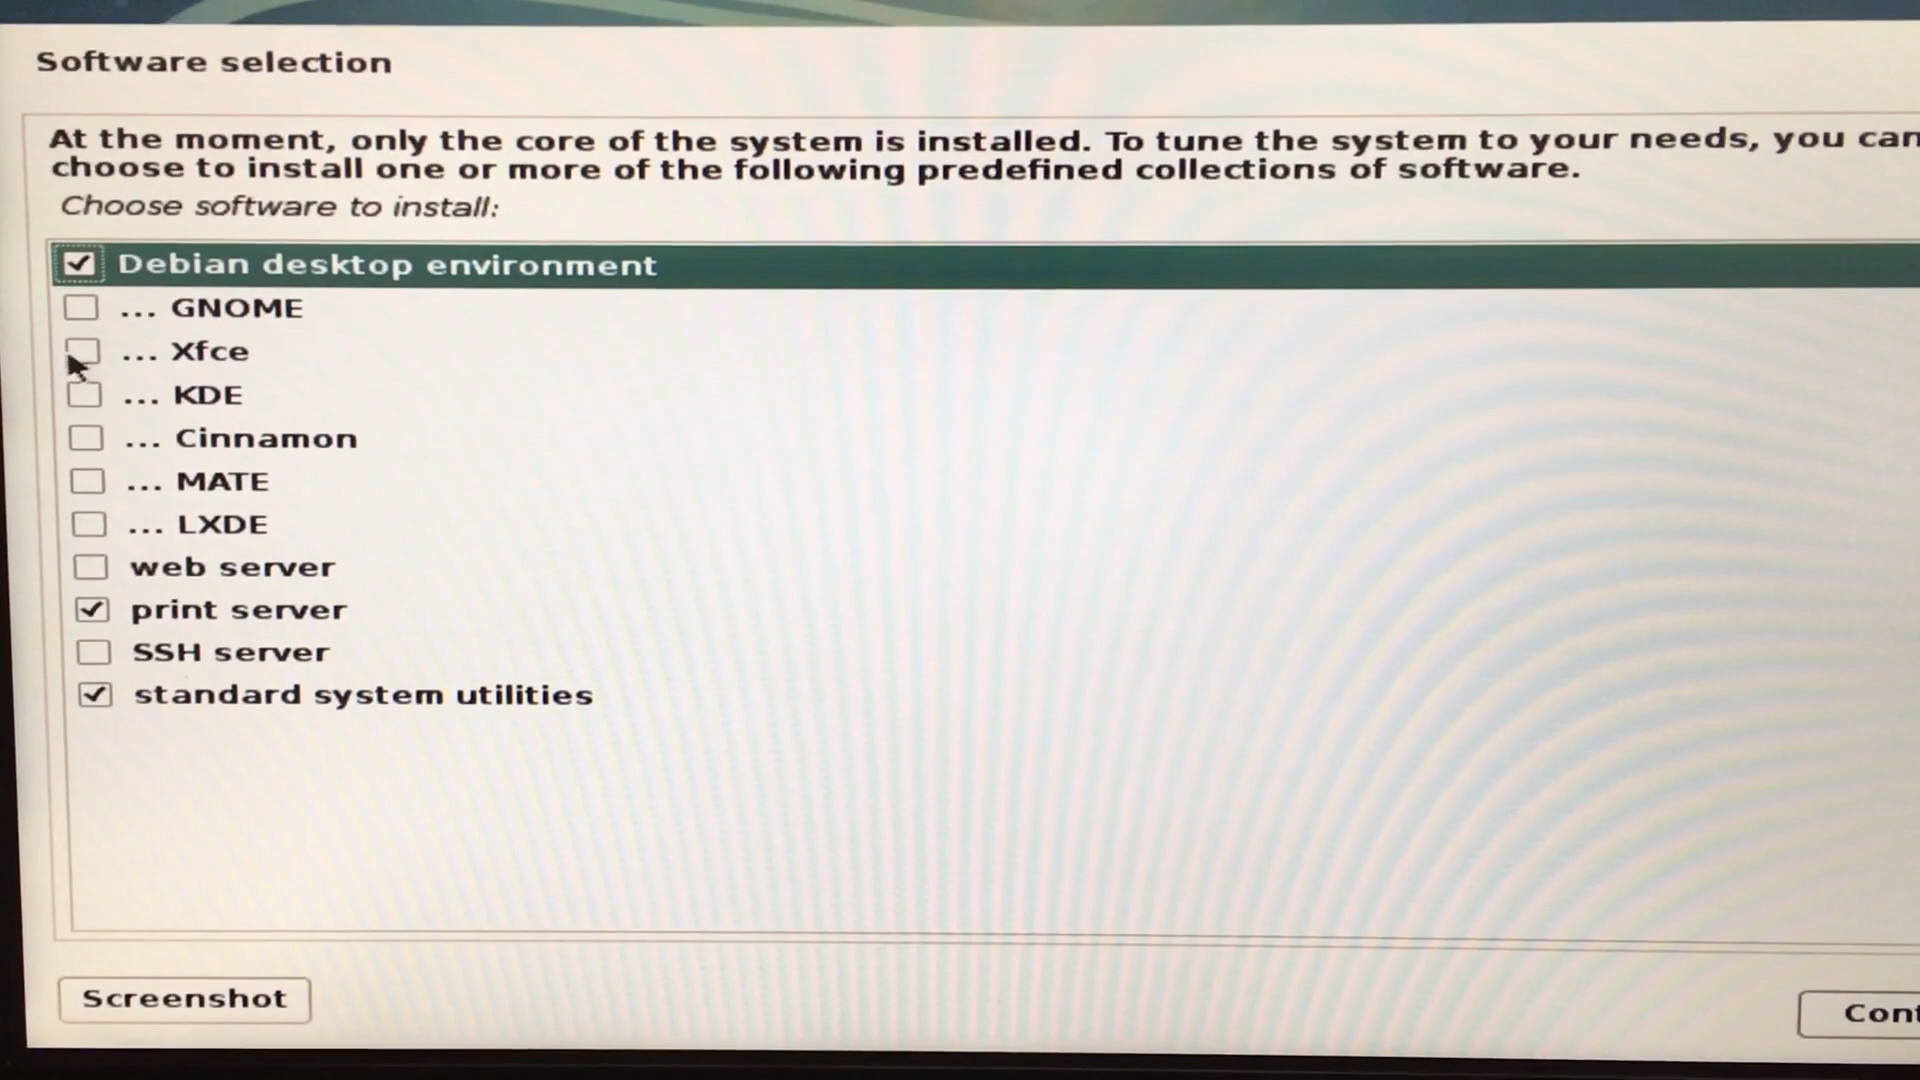 Software selection
At the moment, only the core of the system is installed. To tune the system to your needs, you can
choose to install one or more of the following predefined collections of software.
Choose software to install:
Debian desktop environment
... GNOME
... Xfce
... KDE
... Cinnamon
... MATE
... LXDE
web server
print server
SSH server
standard system utilities
Screenshot